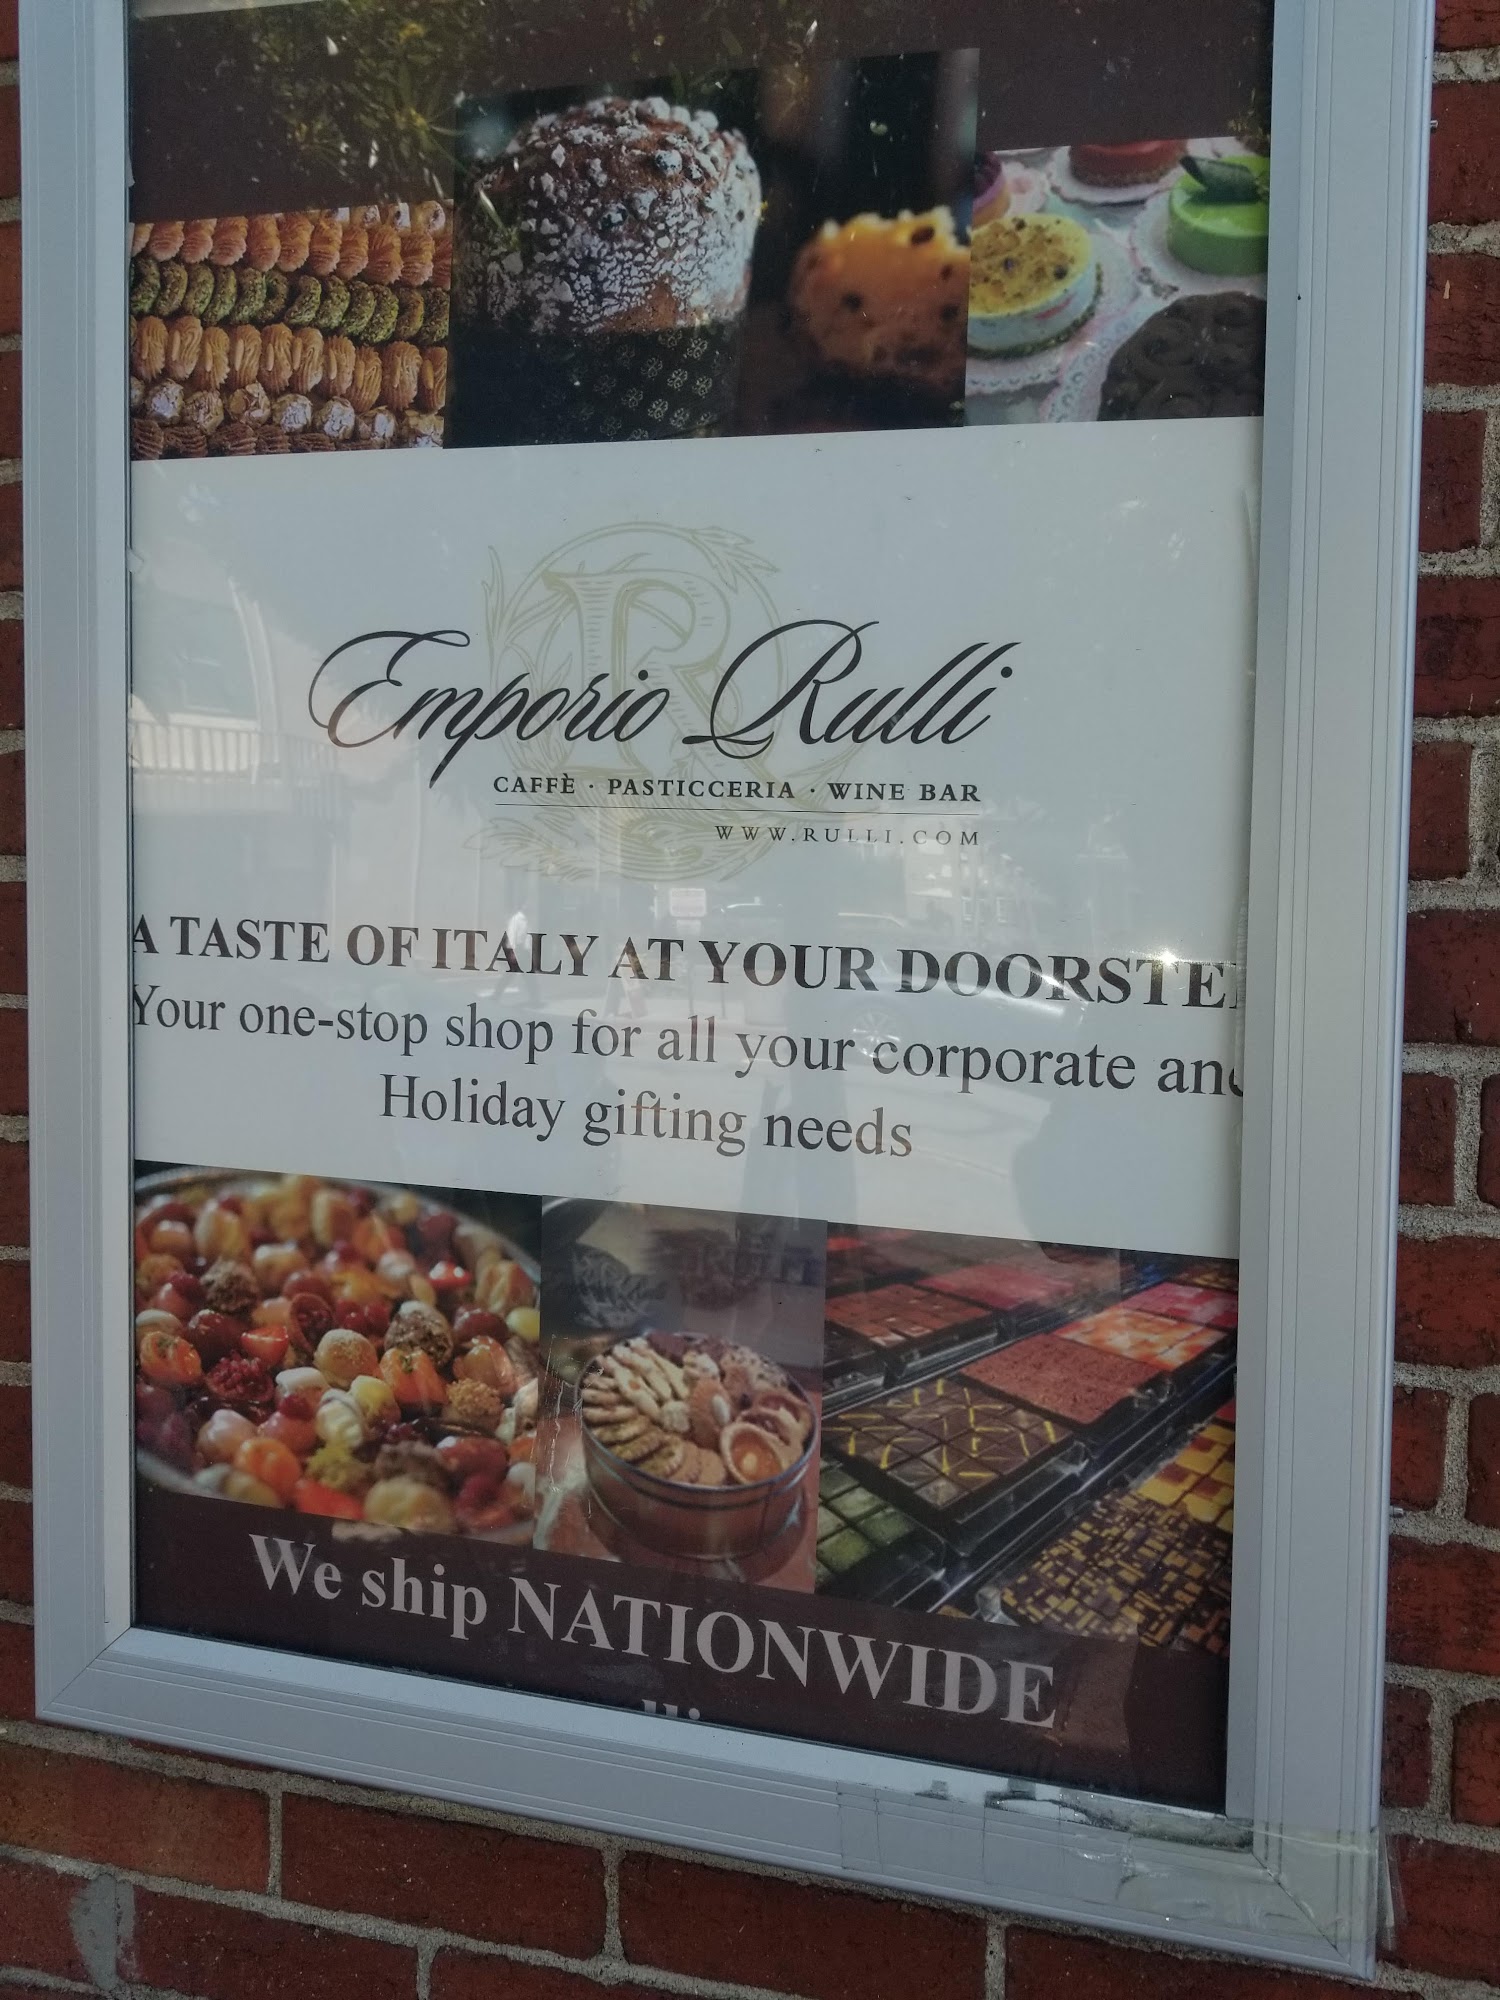 Emporio Rulli
CAFFÈ · PASTICCERIA · WINE BAR
WWW.RULLI.COM
A TASTE OF ITALY AT YOUR DOORSTE
Your one-stop shop for all your corporate and
Holiday gifting needs
We ship NATIONWIDE